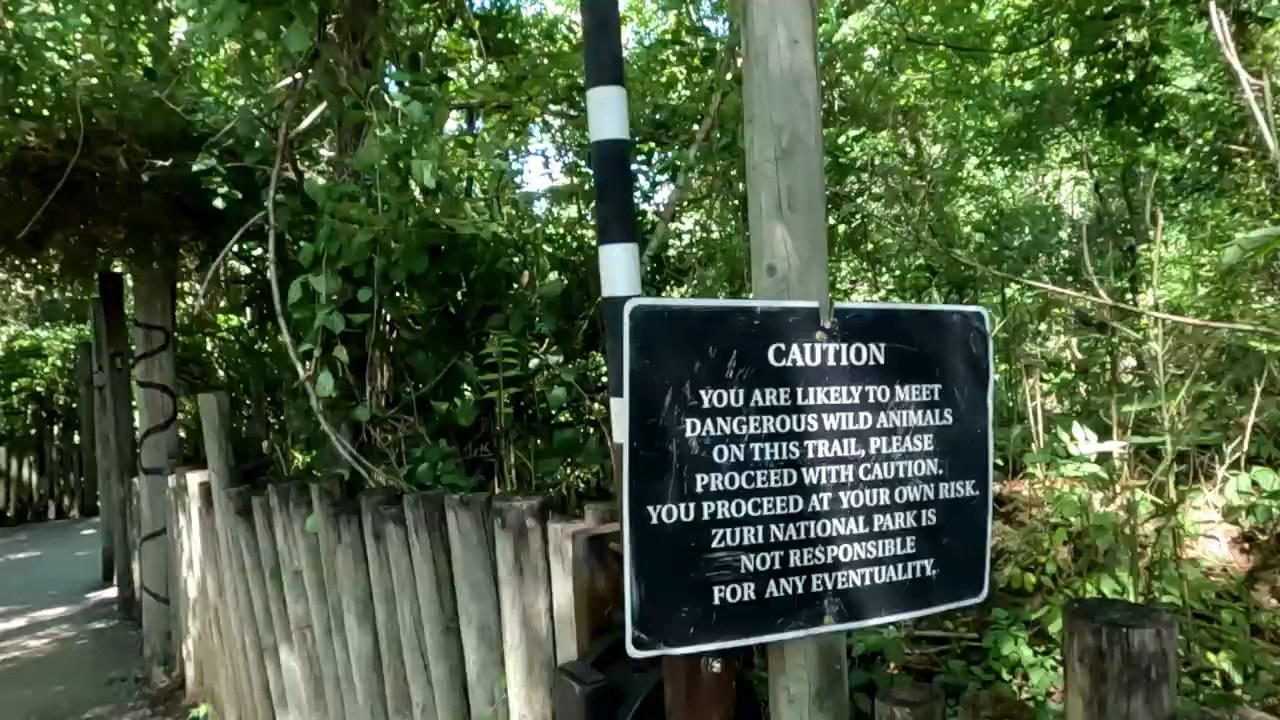 CAUTION
YOU ARE LIKELY TO MEET
DANGEROUS WILD ANIMALS
ON THIS TRAIL, PLEASE
PROCEED WITH CAUTION.
YOU PROCEED AT YOUR OWN RISK.
ZURI NATIONAL PARK IS
NOT RESPONSIBLE
FOR ANY EVENTUALITY.